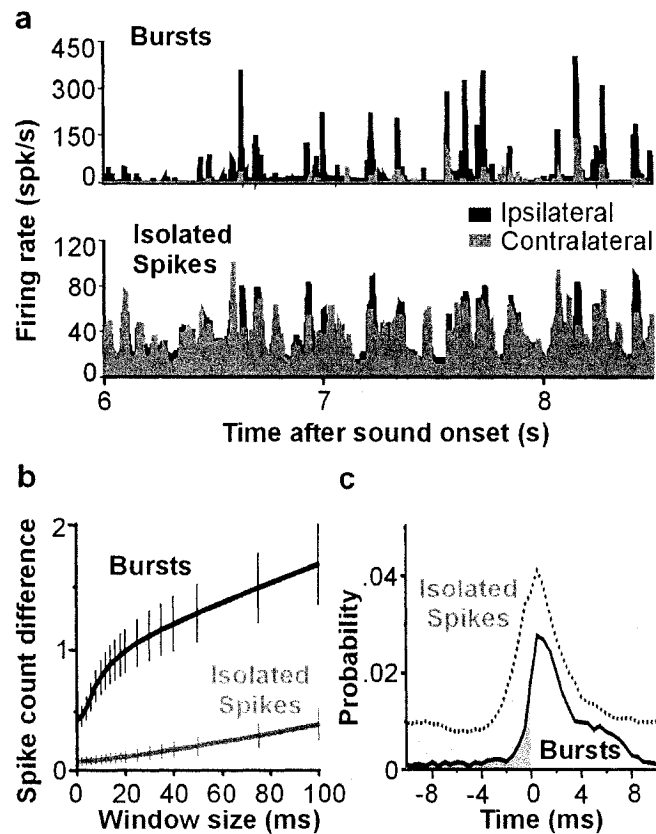 a
Bursts
450
300
150
0
Ipsilateral
Contralateral
Isolated
Spikes
120
80
40
0
Firing rate (spk/s)
6 7 8
Time after sound onset (s)
b
2
1
0
Bursts
Isolated
Spikes
Spike count difference
0 20 40 60 80 100
Window size (ms)
c
.04
.02
0
Isolated
Spikes
Bursts
Probability
-8 -4 0 4 8
Time (ms)